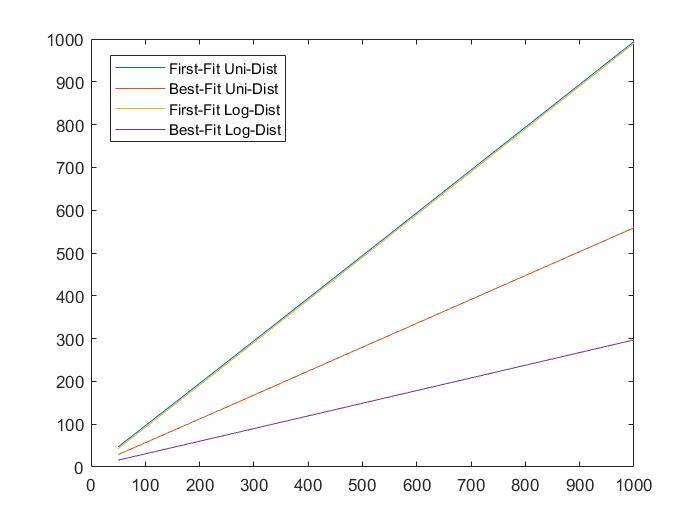 1000
900
800
700
600
500
400
300
200
100
0
First-Fit Uni-Dist
Best-Fit Uni-Dist
First-Fit Log-Dist
Best-Fit Log-Dist
0 100 200 300 400 500 600 700 800 900 1000